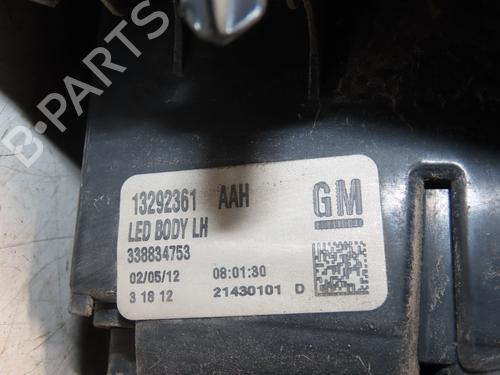 B-PARTS
13292361 AAH
GM
LED BODY LH
338834753
02/05/12 08:01:30
3 18 12 21430101 D